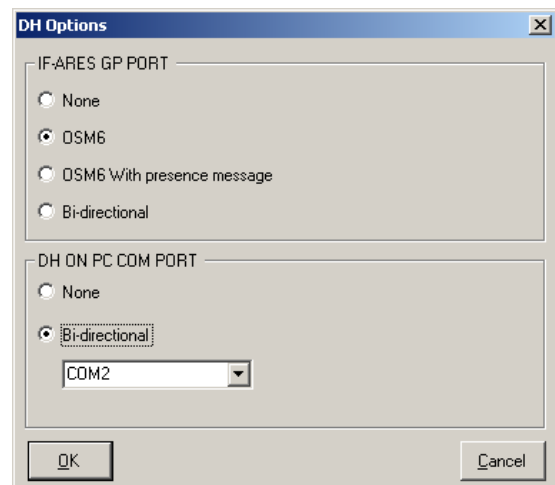 DH Options
IF-ARES GP PORT
None
OSM6
OSM6 With presence message
Bi-directional
DH ON PC COM PORT
None
Bi-directional
COM2
OK
Cancel